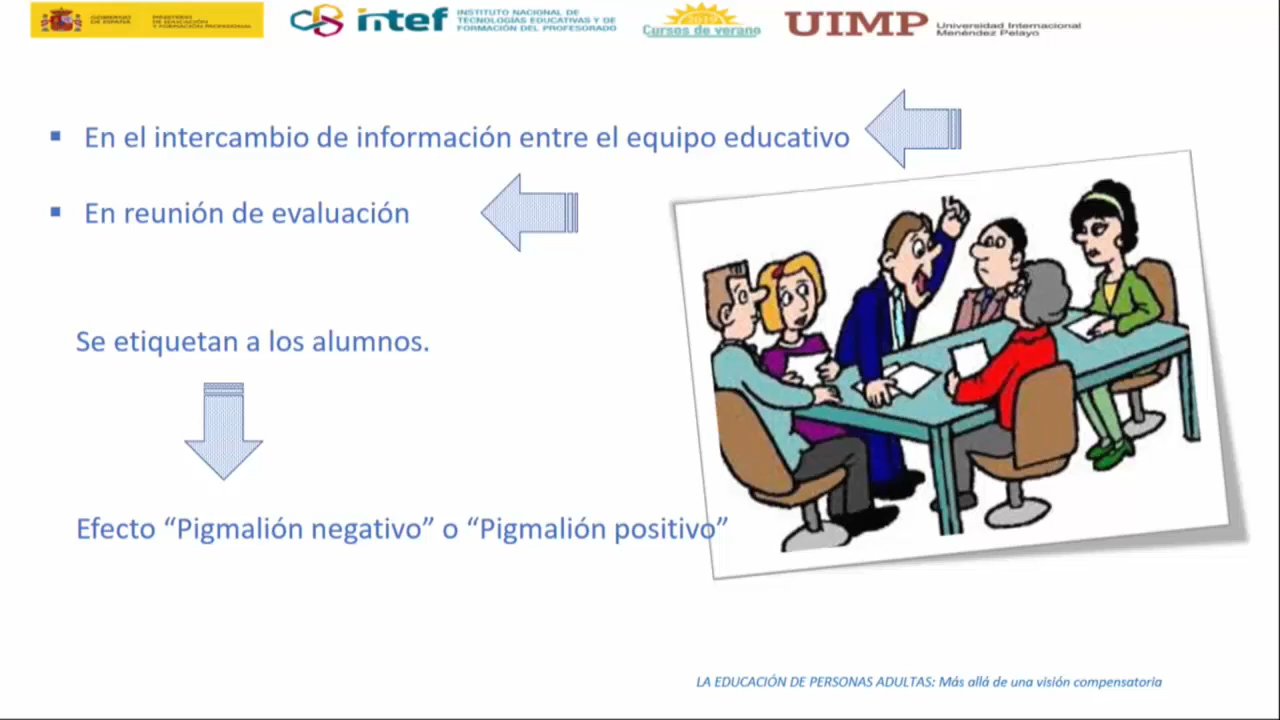 GOBIERNO
DE ESPAÑA
MINISTERIO
DE EDUCACIÓN
Y FORMACIÓN PROFESIONAL
intef
INSTITUTO NACIONAL DE
TECNOLOGÍAS EDUCATIVAS Y DE
FORMACIÓN DEL PROFESORADO
2019
Cursos de verano
UIMP
Universidad Internacional
Menéndez Pelayo
En el intercambio de información entre el equipo educativo
En reunión de evaluación
Se etiquetan a los alumnos.
Efecto “Pigmalión negativo” o “Pigmalión positivo”
LA EDUCACIÓN DE PERSONAS ADULTAS: Más allá de una visión compensatoria